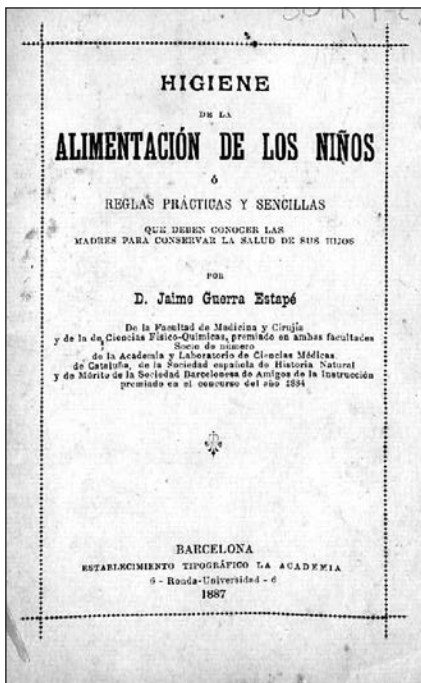 HIGIENE
DE LA
ALIMENTACIÓN DE LOS NIÑOS
ó
REGLAS PRÁCTICAS Y SENCILLAS
QUE DEBEN CONOCER LAS
MADRES PARA CONSERVAR LA SALUD DE SUS HIJOS
POR
D. Jaime Guerra Estapé
De la Facultad de Medicina y Cirujía
y de la de Ciencias Físico-Químicas, premiado en ambas facultades
Socio de número
de la Academia y Laboratorio de Ciencias Médicas
de Cataluña, de la Sociedad española de Historia Natural
y de Mérito de la Sociedad Barcelonesa de Amigos de la Instrucción
premiado en el concurso del año 1884
BARCELONA
ESTABLECIMIENTO TIPOGRÁFICO LA ACADEMIA
6 - Ronda-Universidad - 6
1887